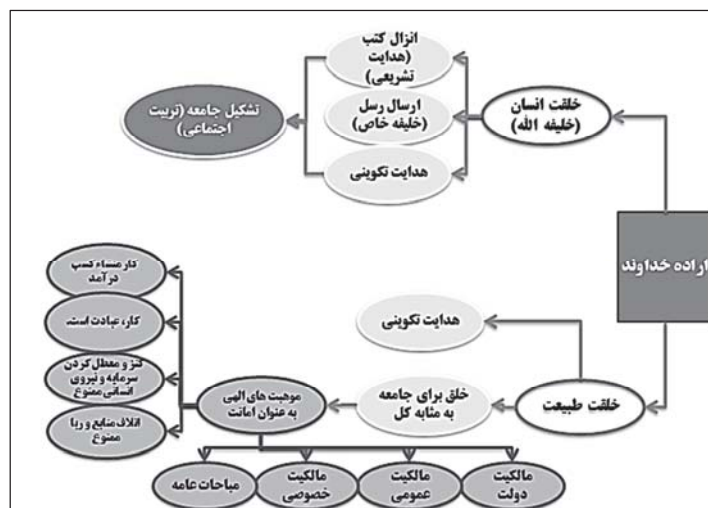 اراده خداوند
خلقت انسان
(خلیفه الله)
انزال کتب
(هدایت
تشریعی)
ارسال رسل
(خلیفه خاص)
هدایت تکوینی
تشکیل جامعه (تربیت
اجتماعی)
خلقت طبیعت
هدایت تکوینی
خلق برای جامعه
به مثابه کل
موهبت های الهی
به عنوان امانت
کار منشاء کسب
درآمد
کار، عبادت است.
کنز و معطل کردن
سرمایه و نیروی
انسانی ممنوع
اتلاف منابع و ربا
ممنوع
مالکیت
دولت
مالکیت
عمومی
مالکیت
خصوصی
مباحات عامه